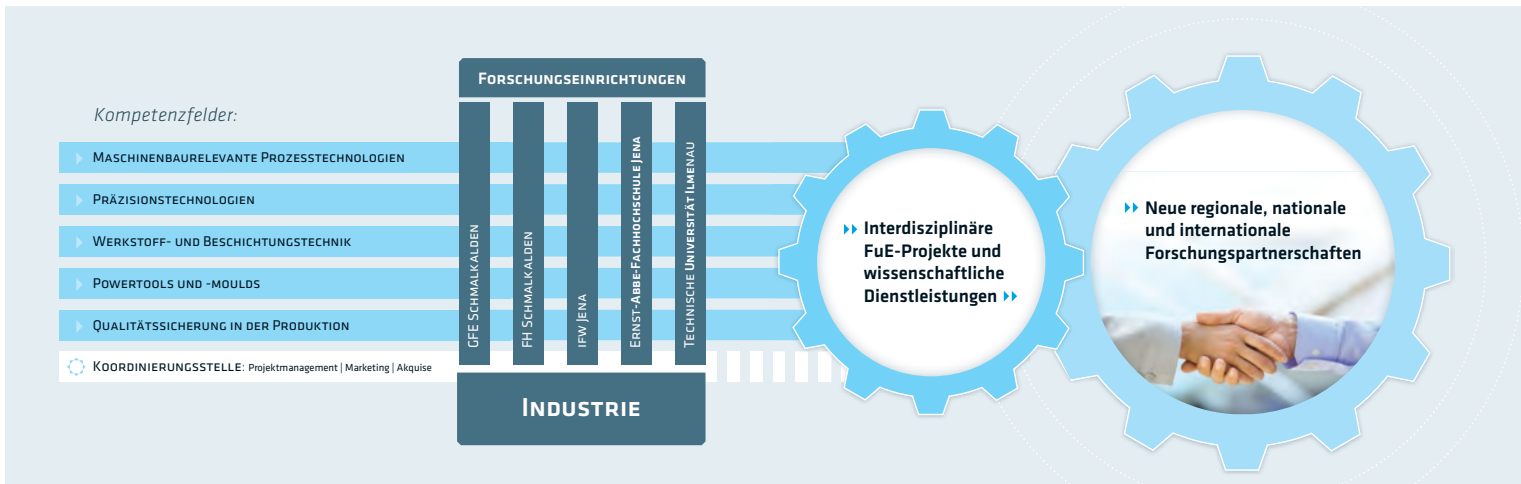 Forschungseinrichtungen
Kompetenzfelder:
Maschinenbaurelevante Prozesstechnologien
Präzisionstechnologien
Werkstoff- und Beschichtungstechnik
Powertools und -moulds
Qualitätssicherung in der Produktion
Koordinierungsstelle: Projektmanagement | Marketing | Akquise
GFE Schmalkalden
FH Schmalkalden
ifw Jena
Ernst-Abbe-Fachhochschule Jena
Technische Universität Ilmenau
Industrie
Interdisziplinäre
FuE-Projekte und
wissenschaftliche
Dienstleistungen
Neue regionale, nationale
und internationale
Forschungspartnerschaften